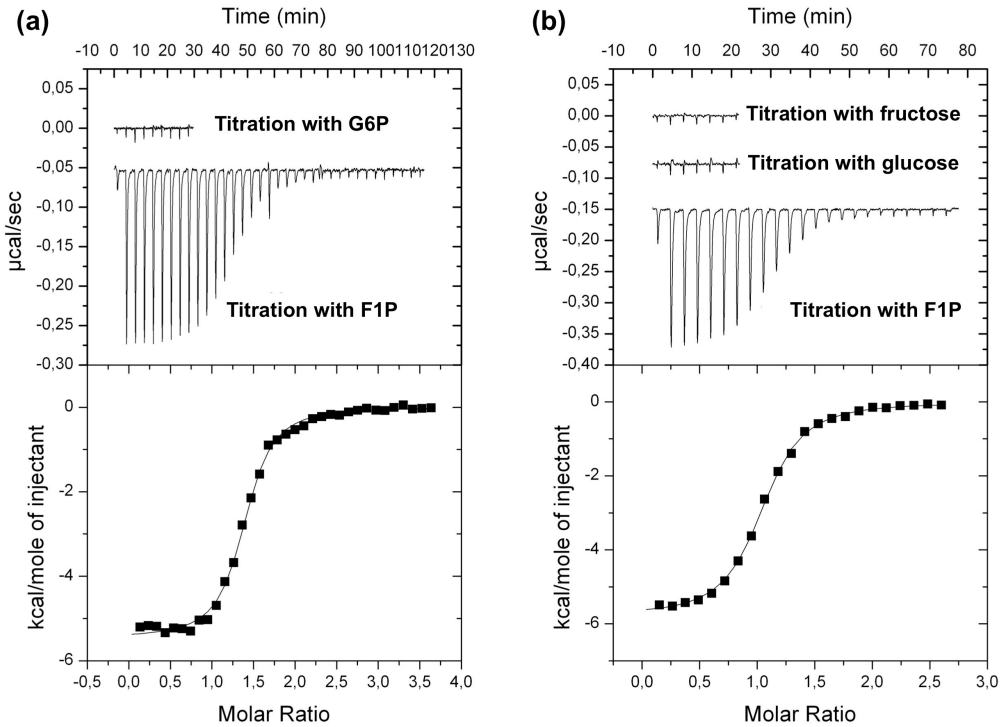 (a)
Time (min)
-10 0 10 20 30 40 50 60 70 80 90 100 110 120 130
0,05
0,00
-0,05
-0,10
-0,15
-0,20
-0,25
-0,30
µcal/sec
Titration with G6P
Titration with F1P
0
-2
-4
-6
kcal/mole of injectant
-0,5 0,0 0,5 1,0 1,5 2,0 2,5 3,0 3,5 4,0
Molar Ratio
(b)
Time (min)
-10 0 10 20 30 40 50 60 70 80
0,05
0,00
-0,05
-0,10
-0,15
-0,20
-0,25
-0,30
-0,35
-0,40
µcal/sec
Titration with fructose
Titration with glucose
Titration with F1P
0
-2
-4
-6
kcal/mole of injectant
0,0 0,5 1,0 1,5 2,0 2,5 3,0
Molar Ratio